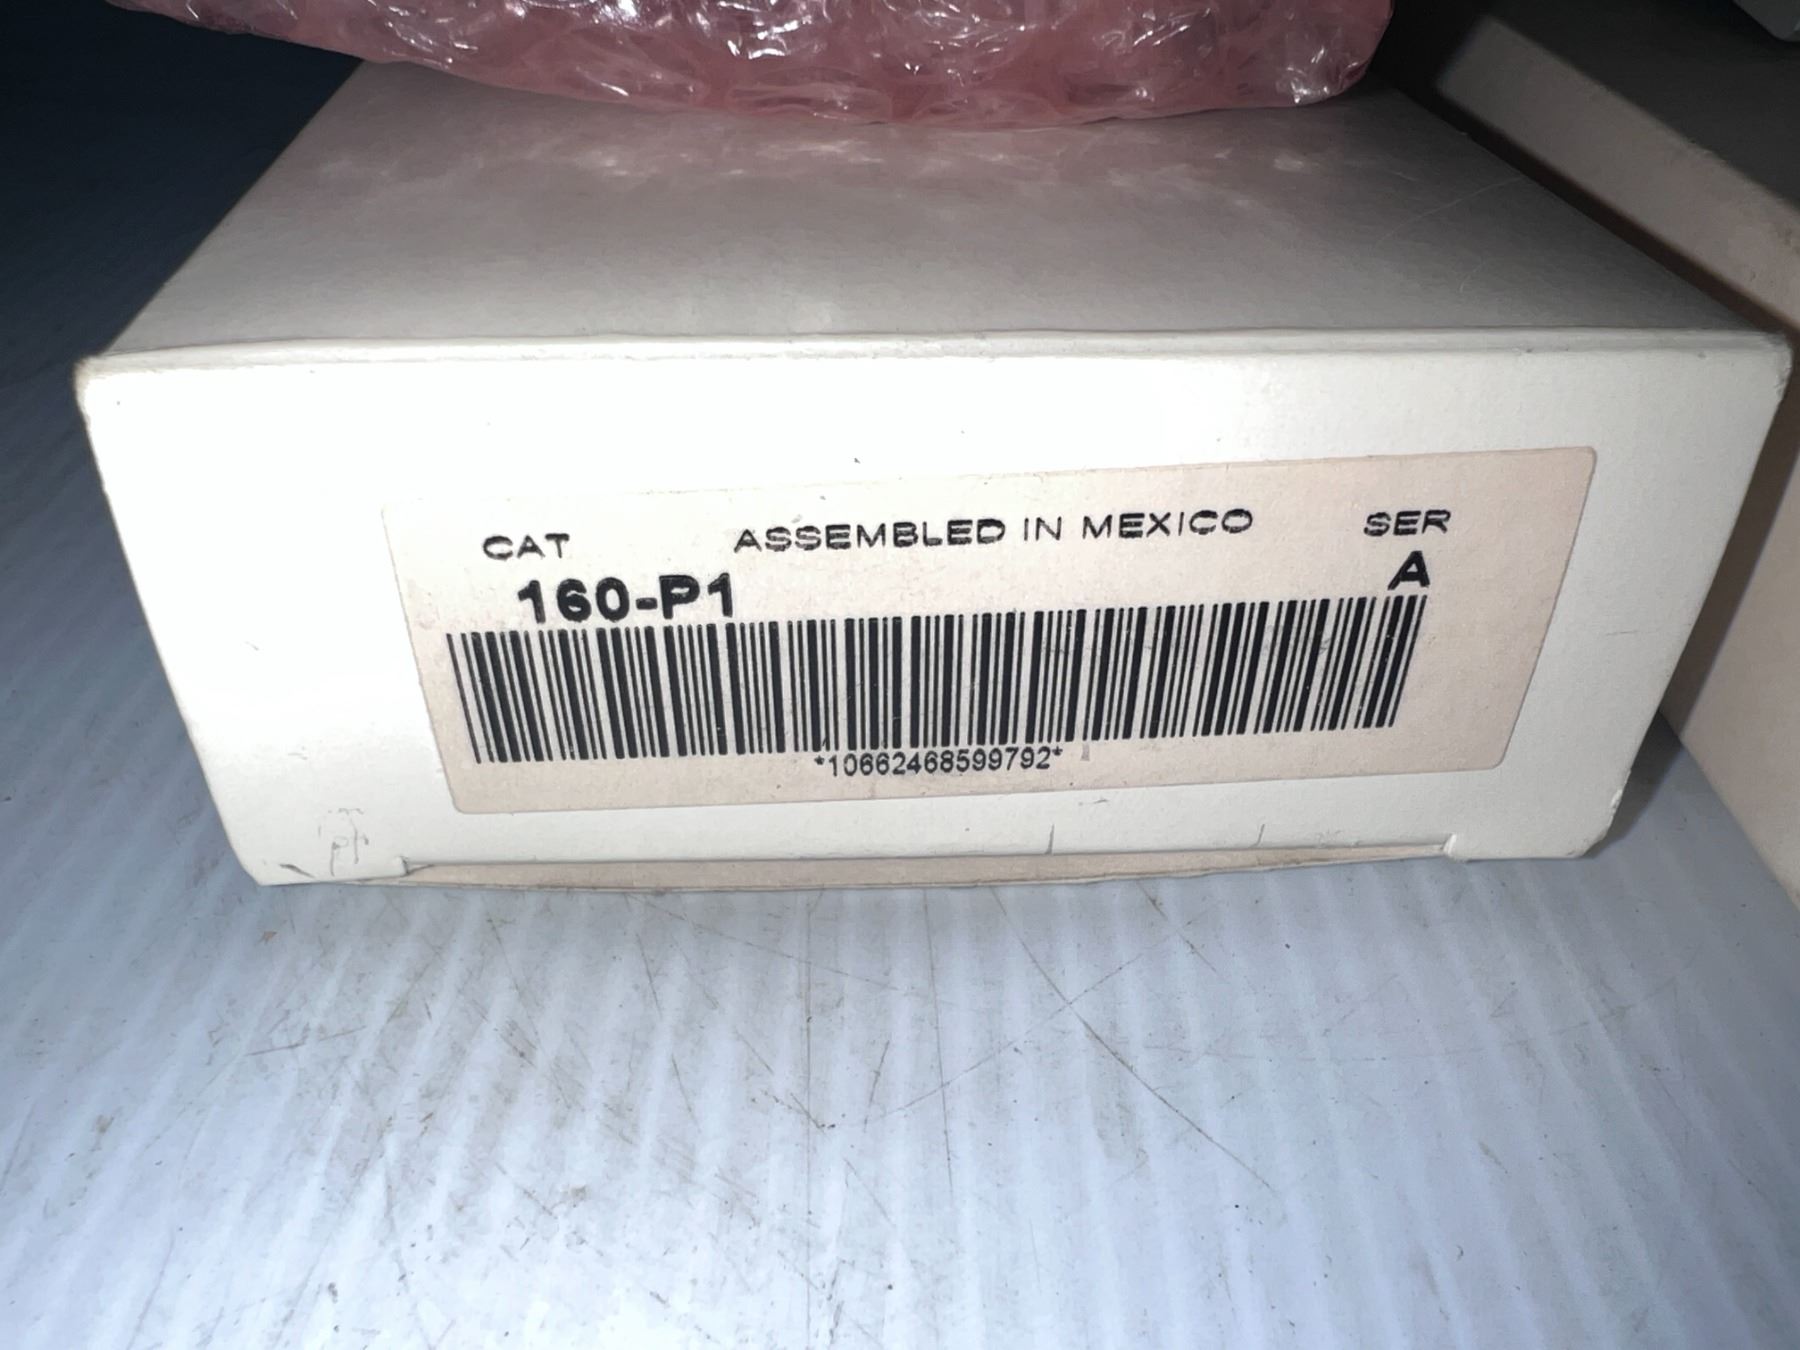 CAT ASSEMBLED IN MEXICO SER
160-P1 A
*10662468599792*